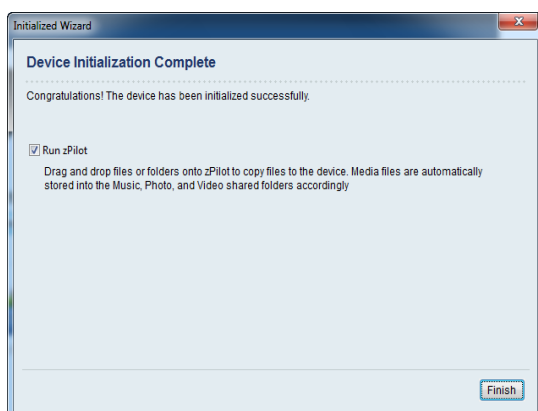 Initialized Wizard
Device Initialization Complete
Congratulations! The device has been initialized successfully.
Run zPilot
Drag and drop files or folders onto zPilot to copy files to the device. Media files are automatically
stored into the Music, Photo, and Video shared folders accordingly
Finish